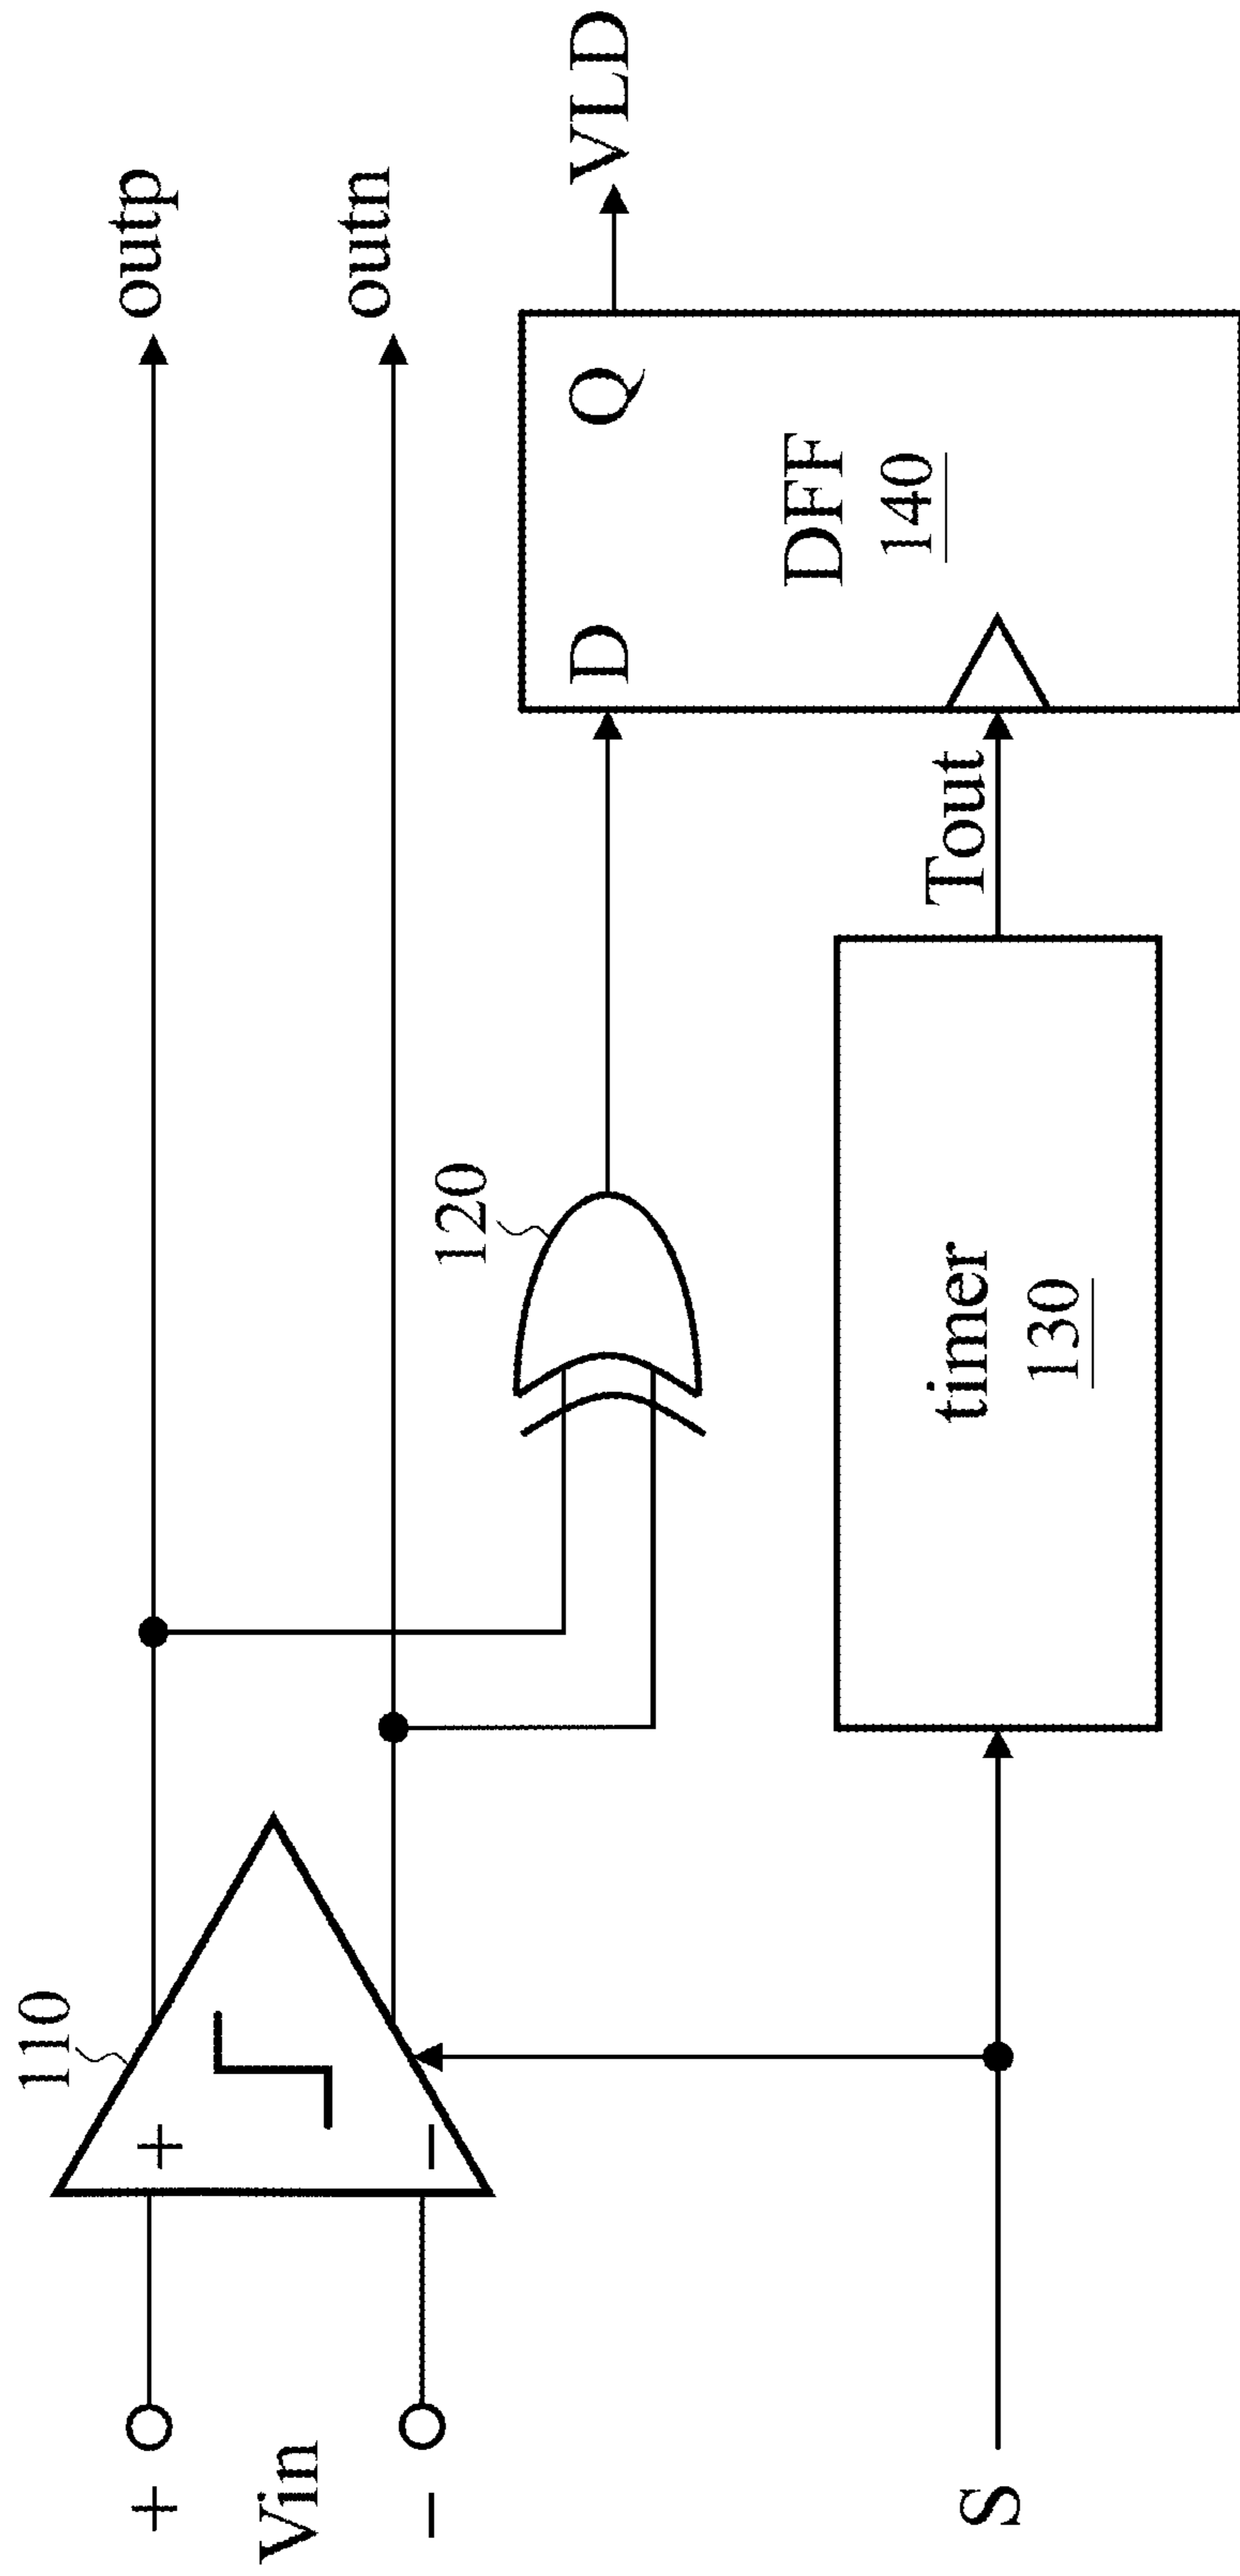 110
outp
+
+
Vin
outn
−
−
120
VLD
D
Q
DFF
140
timer
130
Tout
S